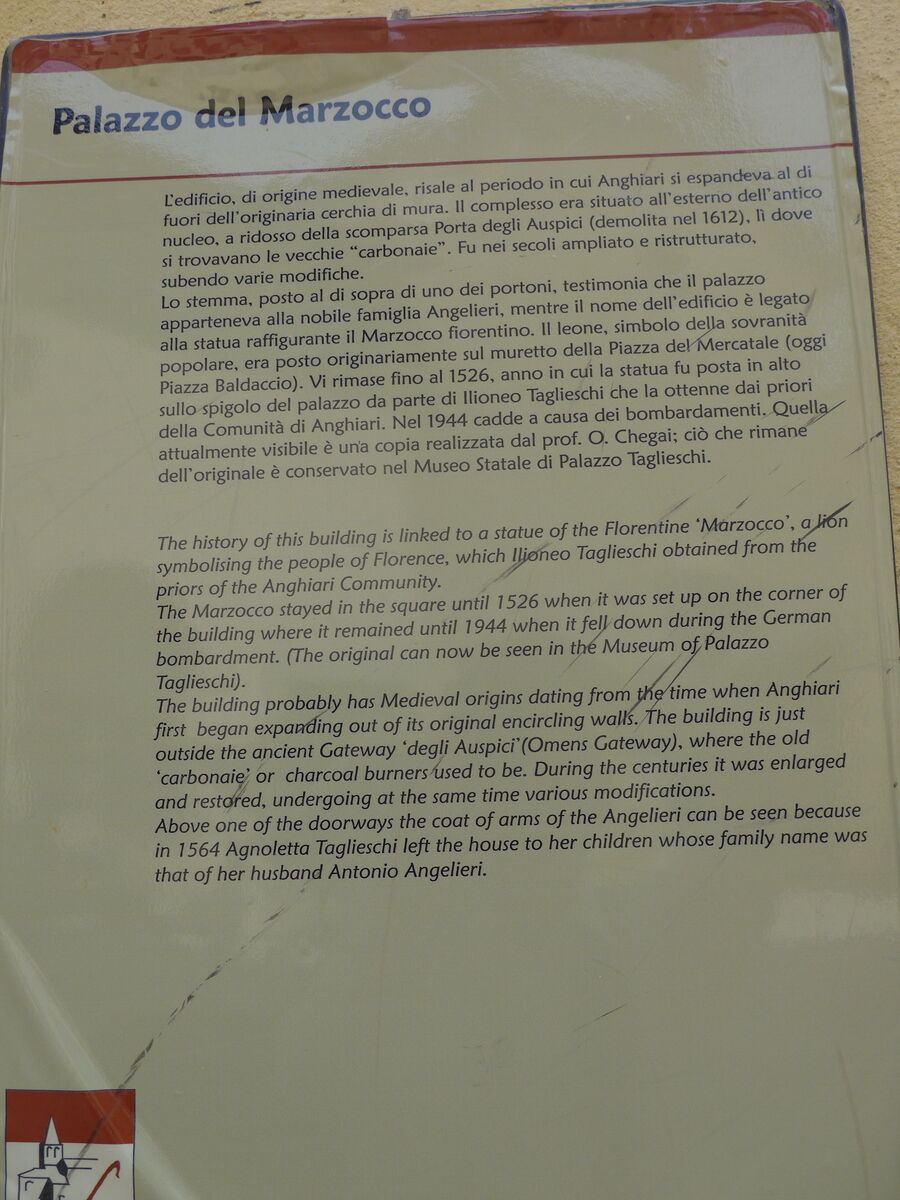 Palazzo del Marzocco
L'edificio, di origine medievale, risale al periodo in cui Anghiari si espandeva al di
fuori dell'originaria cerchia di mura. Il complesso era situato all'esterno dell'antico
nucleo, a ridosso della scomparsa Porta degli Auspici (demolita nel 1612), lì dove
si trovavano le vecchie “carbonaie”. Fu nei secoli ampliato e ristrutturato,
subendo varie modifiche.
Lo stemma, posto al di sopra di uno dei portoni, testimonia che il palazzo
apparteneva alla nobile famiglia Angelieri, mentre il nome dell'edificio è legato
alla statua raffigurante il Marzocco fiorentino. Il leone, simbolo della sovranità
popolare, era posto originariamente sul muretto della Piazza del Mercatale (oggi
Piazza Baldaccio). Vi rimase fino al 1526, anno in cui la statua fu posta in alto
sullo spigolo del palazzo da parte di Ilioneo Taglieschi che la ottenne dai priori
della Comunità di Anghiari. Nel 1944 cadde a causa dei bombardamenti. Quella
attualmente visibile è una copia realizzata dal prof. O. Chegai; ciò che rimane
dell'originale è conservato nel Museo Statale di Palazzo Taglieschi.
The history of this building is linked to a statue of the Florentine ‘Marzocco’, a lion
symbolising the people of Florence, which Ilioneo Taglieschi obtained from the
priors of the Anghiari Community.
The Marzocco stayed in the square until 1526 when it was set up on the corner of
the building where it remained until 1944 when it fell down during the German
bombardment. (The original can now be seen in the Museum of Palazzo
Taglieschi).
The building probably has Medieval origins dating from the time when Anghiari
first began expanding out of its original encircling walls. The building is just
outside the ancient Gateway ‘degli Auspici’(Omens Gateway), where the old
‘carbonaie’ or charcoal burners used to be. During the centuries it was enlarged
and restored, undergoing at the same time various modifications.
Above one of the doorways the coat of arms of the Angelieri can be seen because
in 1564 Agnoletta Taglieschi left the house to her children whose family name was
that of her husband Antonio Angelieri.